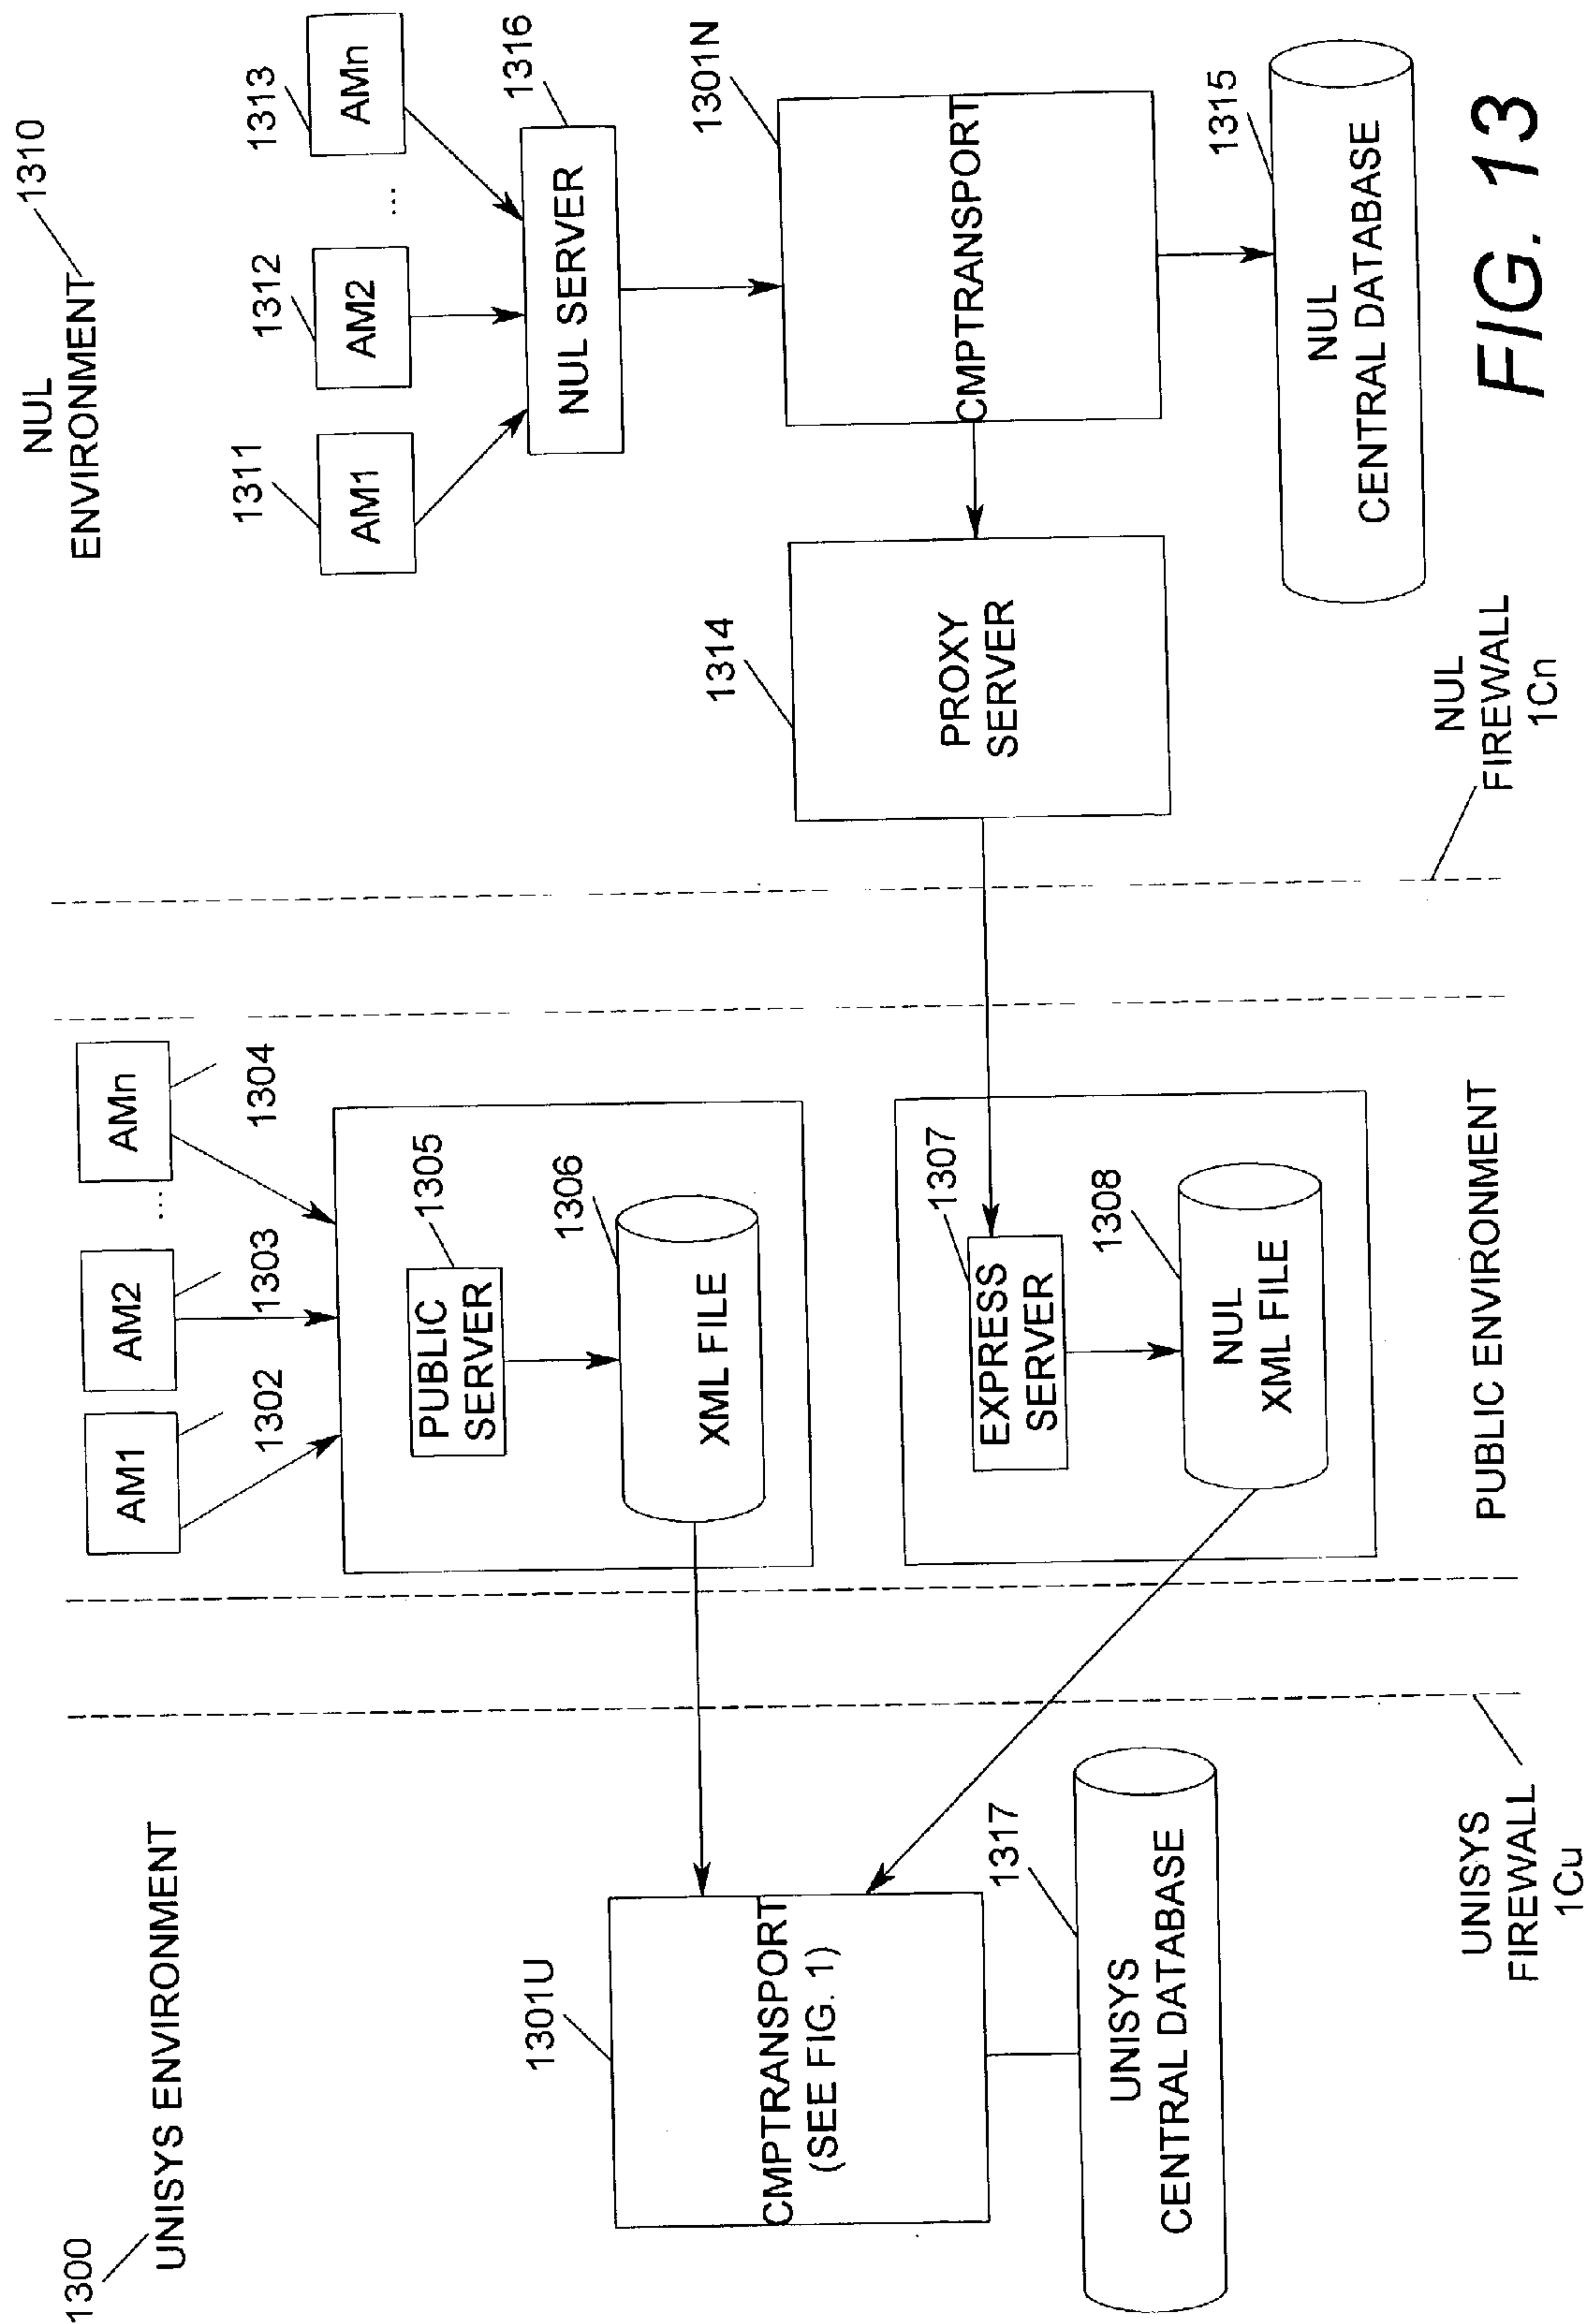 1300
UNISYS ENVIRONMENT
1301U
CMPTRANSPORT
(SEE FIG. 1)
1317
UNISYS
CENTRAL DATABASE
UNISYS
FIREWALL
1Cu
AM1
1302
AM2
1303
...
AMn
1304
PUBLIC
SERVER
1305
XML FILE
1306
EXPRESS
SERVER
1307
NUL
XML FILE
1308
PUBLIC ENVIRONMENT
NUL
FIREWALL
1Cn
NUL
ENVIRONMENT
1310
1311
AM1
1312
AM2
...
1313
AMn
1316
NUL SERVER
1301N
CMPTRANSPORT
1314
PROXY
SERVER
1315
NUL
CENTRAL DATABASE
FIG. 13